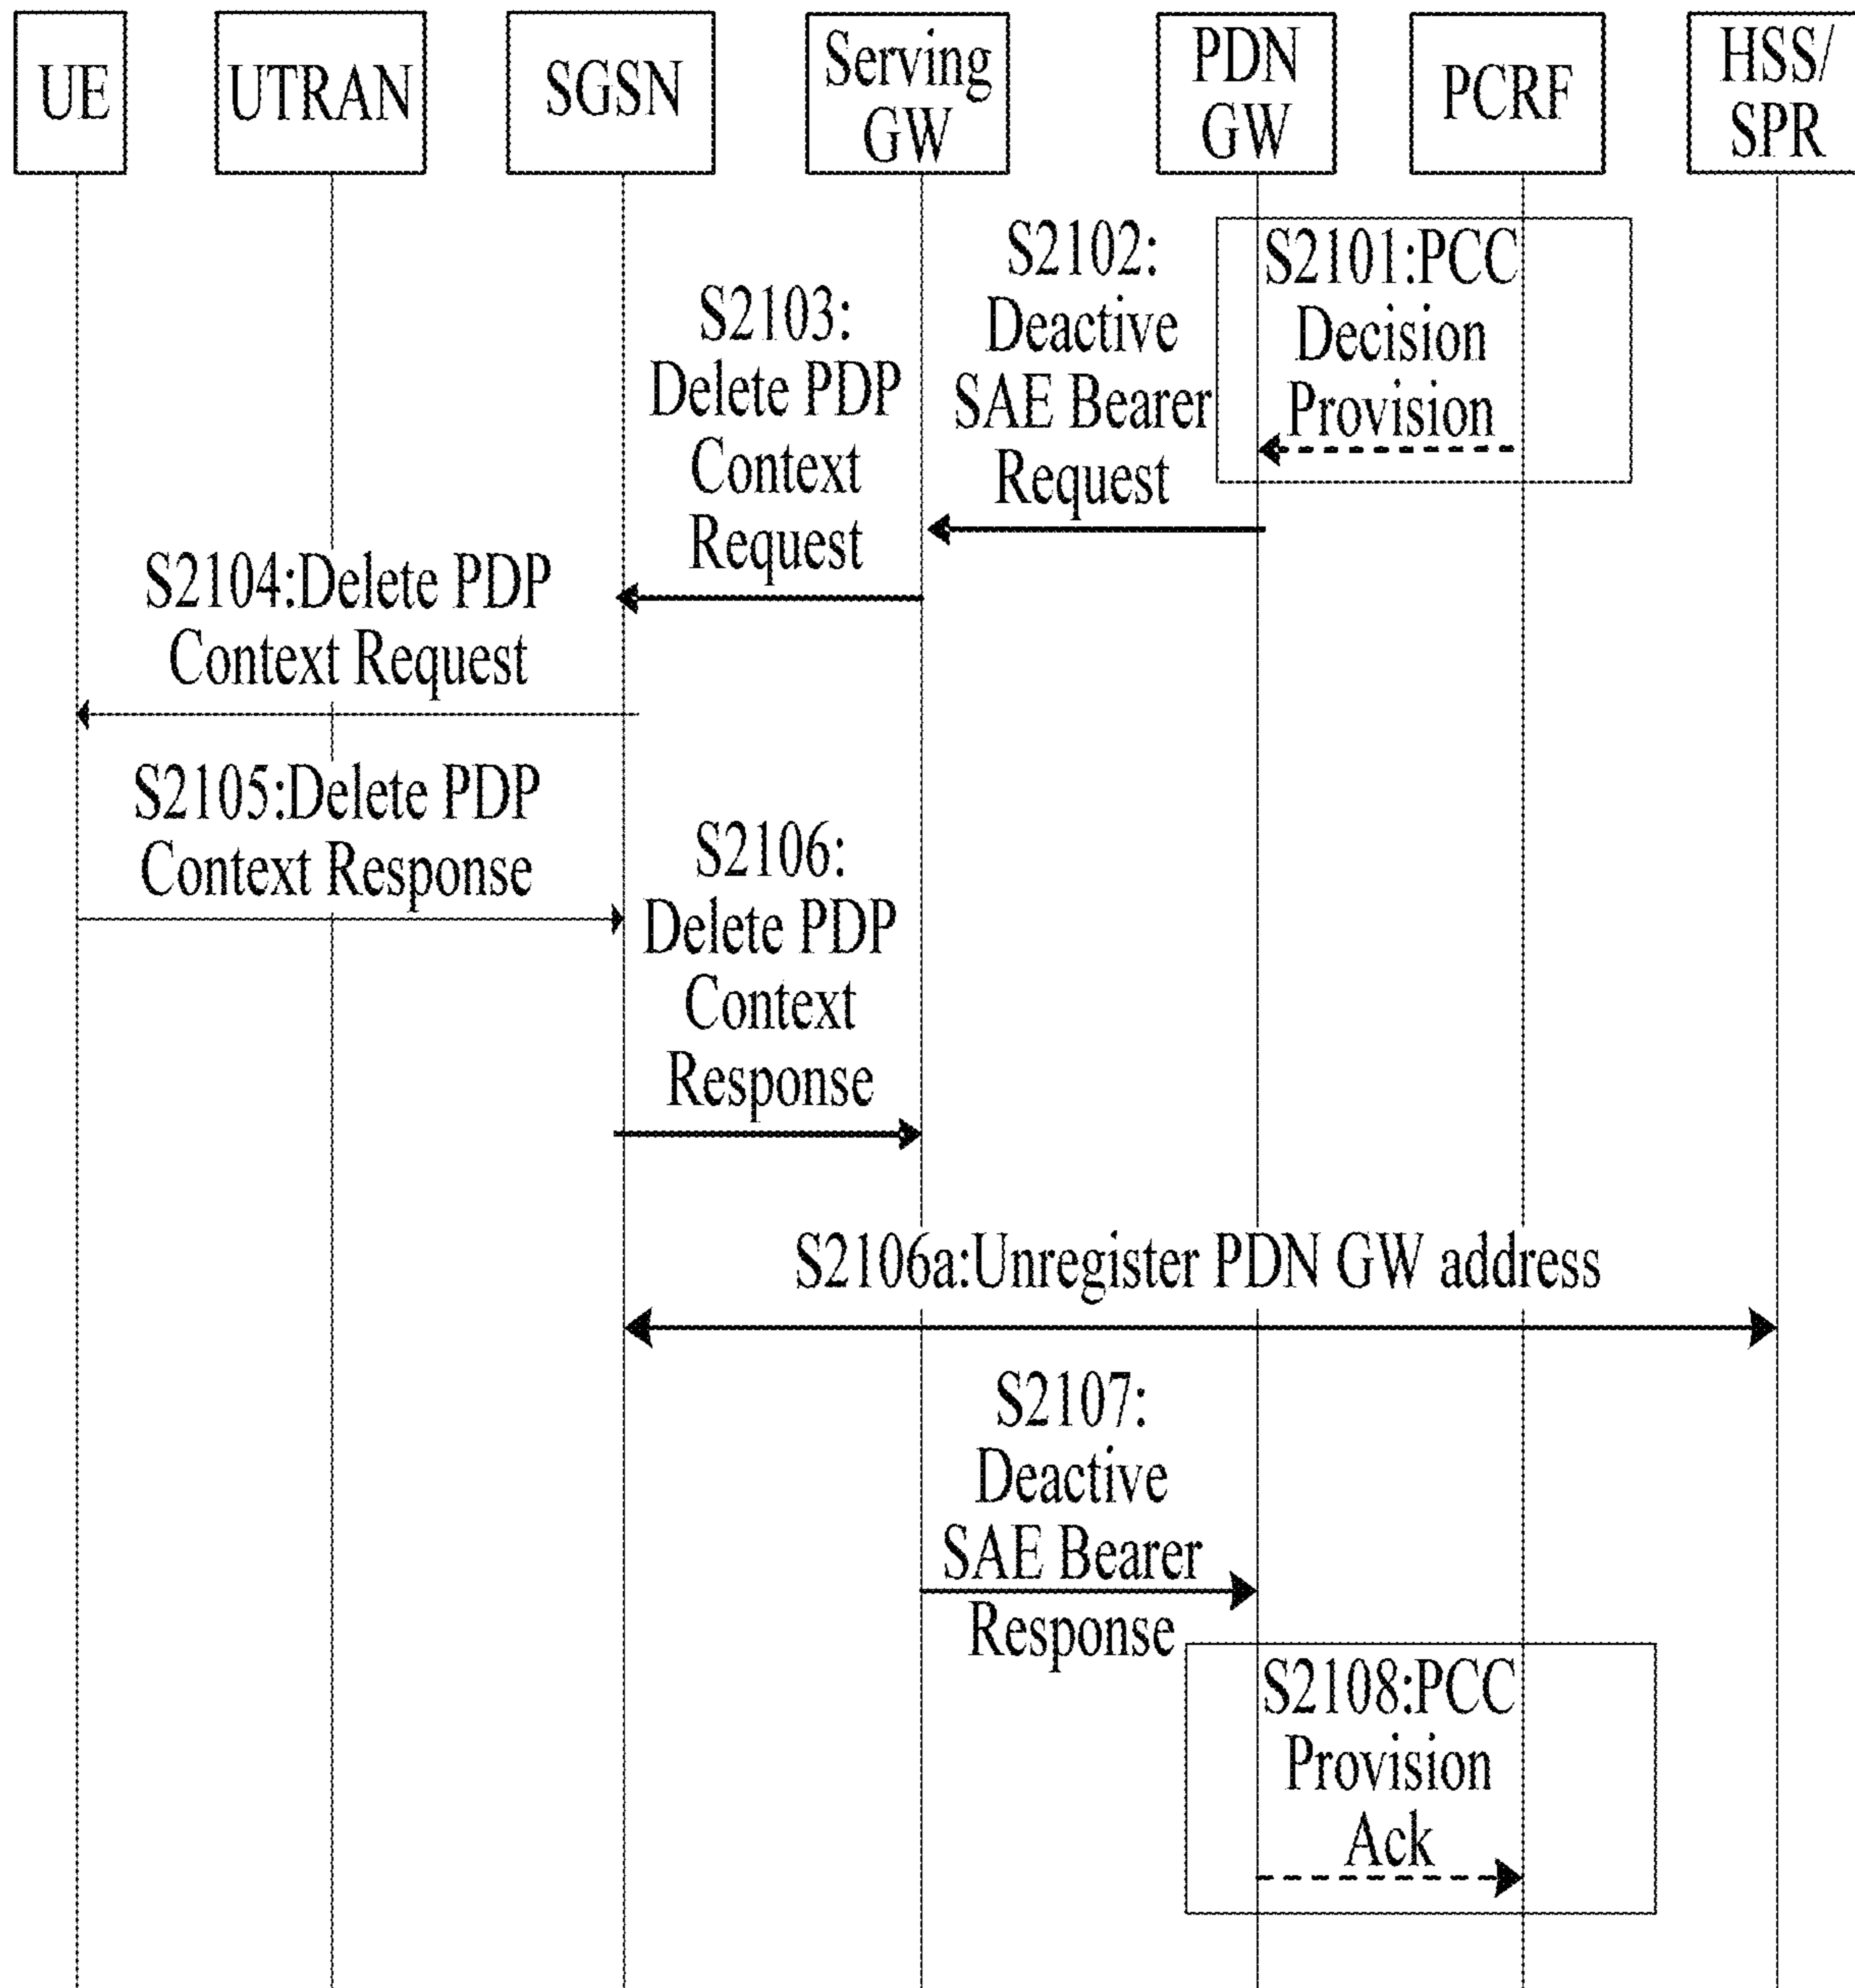 UE
UTRAN
SGSN
Serving
GW
PDN
GW
PCRF
HSS/
SPR
S2101:PCC
Decision
Provision
S2102:
Deactive
SAE Bearer
Request
S2103:
Delete PDP
Context
Request
S2104:Delete PDP
Context Request
S2105:Delete PDP
Context Response
S2106:
Delete PDP
Context
Response
S2106a:Unregister PDN GW address
S2107:
Deactive
SAE Bearer
Response
S2108:PCC
Provision
Ack